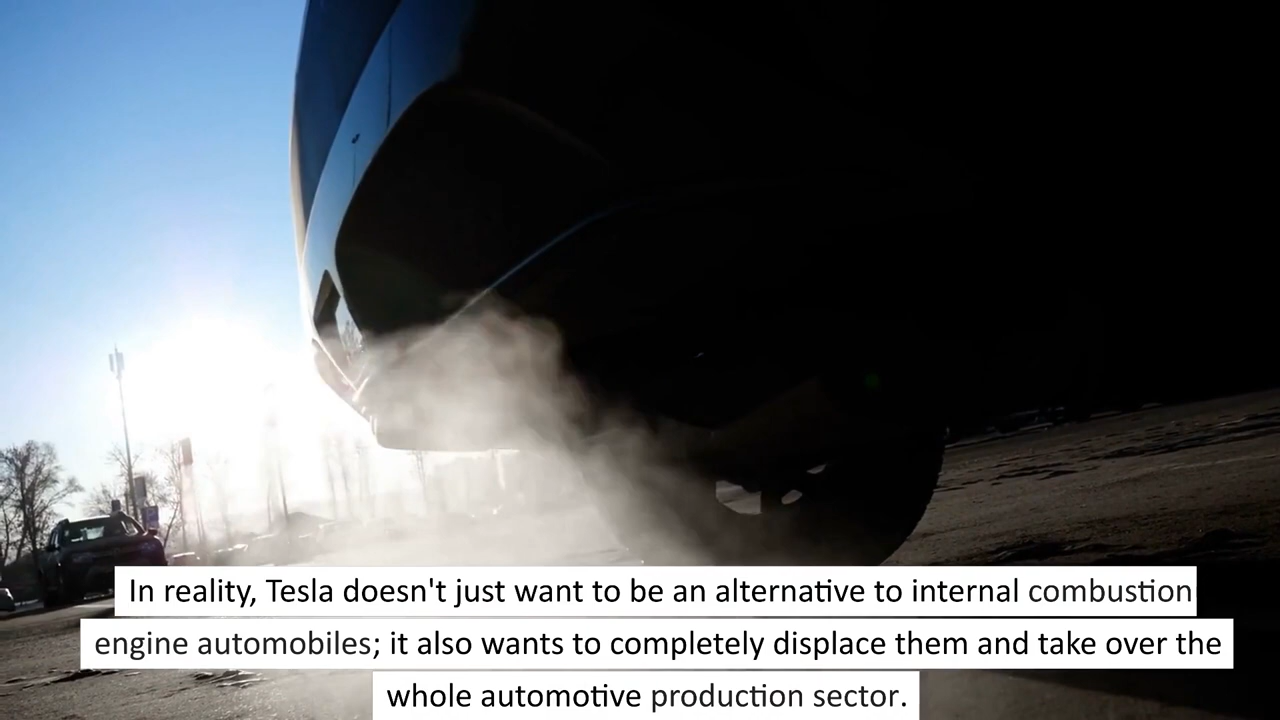 In reality, Tesla doesn't just want to be an alternative to internal combustion
engine automobiles; it also wants to completely displace them and take over the
whole automotive production sector.